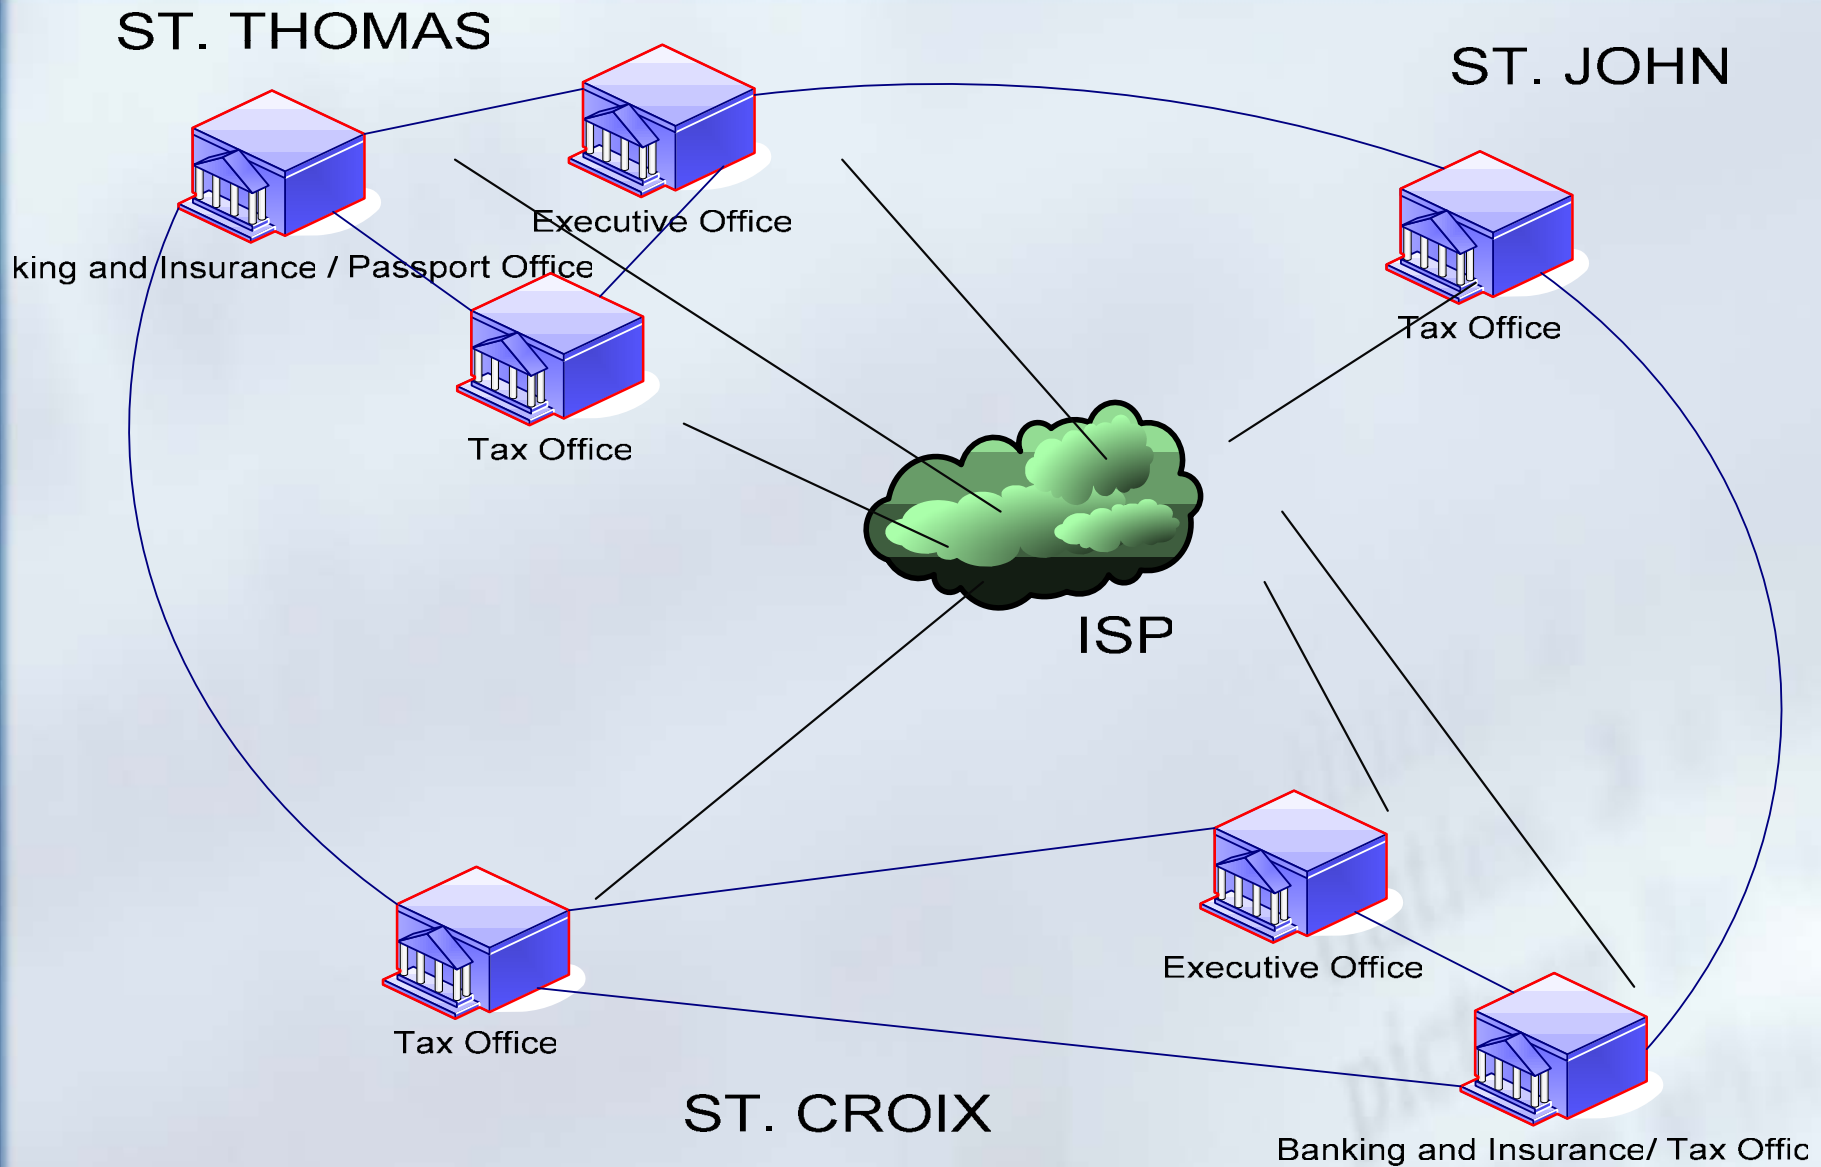 ST. THOMAS
ST. JOHN
Executive Office
king and Insurance / Passport Office
Tax Office
Tax Office
ISP
Executive Office
Tax Office
ST. CROIX
Banking and Insurance/ Tax Offic